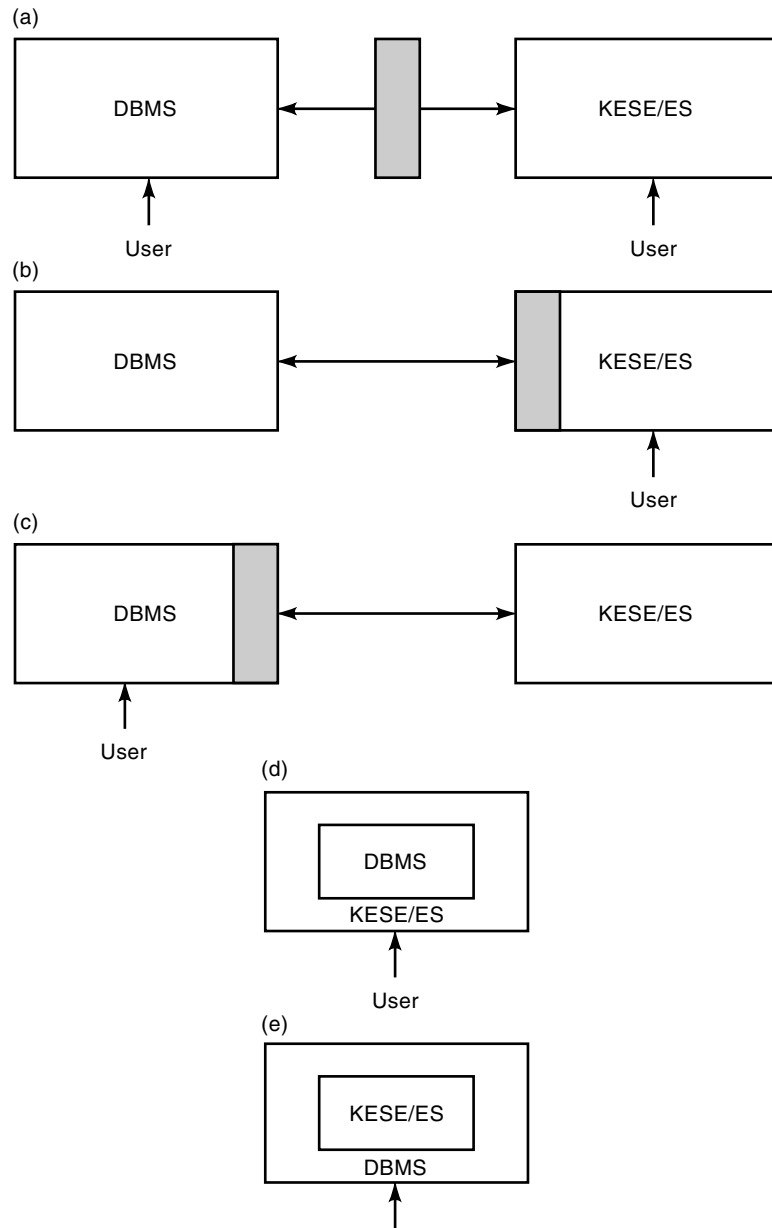 (a)
DBMS
KESE/ES
User
User
(b)
DBMS
KESE/ES
User
(c)
DBMS
KESE/ES
User
(d)
DBMS
KESE/ES
User
(e)
KESE/ES
DBMS